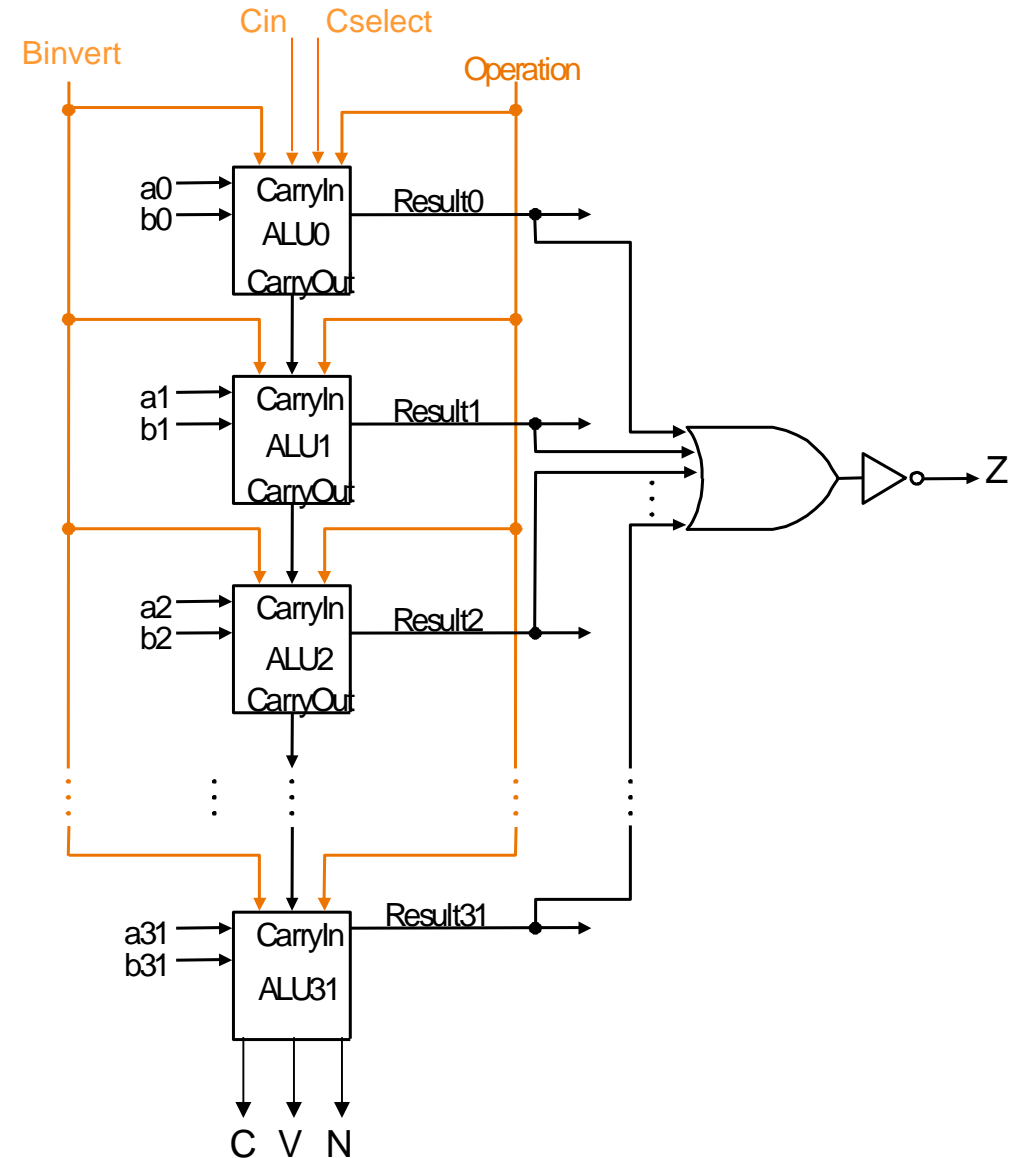 Cin Cselect
Binvert
Operation
a0
b0
CarryIn
ALU0
CarryOut
Result0
a1
b1
CarryIn
ALU1
CarryOut
Result1
Z
a2
b2
CarryIn
ALU2
CarryOut
Result2
a31
b31
CarryIn
ALU31
Result31
C V N